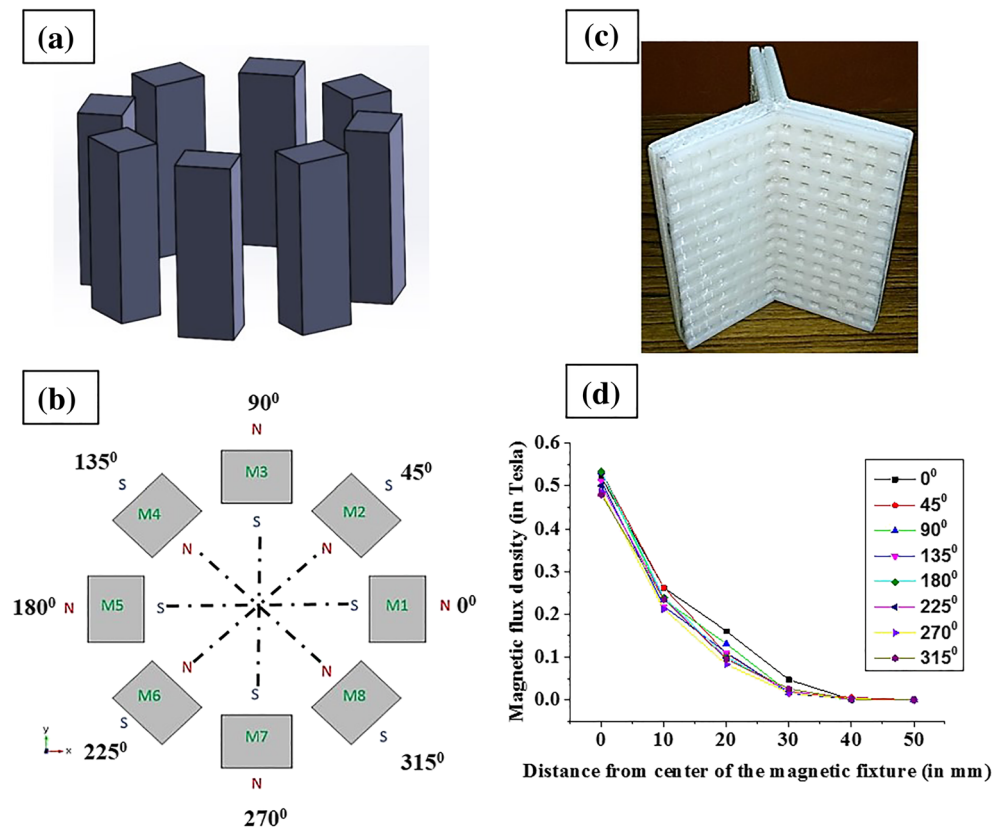 (a)
(c)
(b)
90⁰
N
M3
S
135⁰
S
M4
N
45⁰
S
M2
N
180⁰ N M5 S
S M1 N 0⁰
N
M6
S
225⁰
S
M7
N
270⁰
N
M8
S
315⁰
y
x
(d)
Magnetic flux density (in Tesla)
0.6
0.5
0.4
0.3
0.2
0.1
0.0
0 10 20 30 40 50
Distance from center of the magnetic fixture (in mm)
0⁰
45⁰
90⁰
135⁰
180⁰
225⁰
270⁰
315⁰